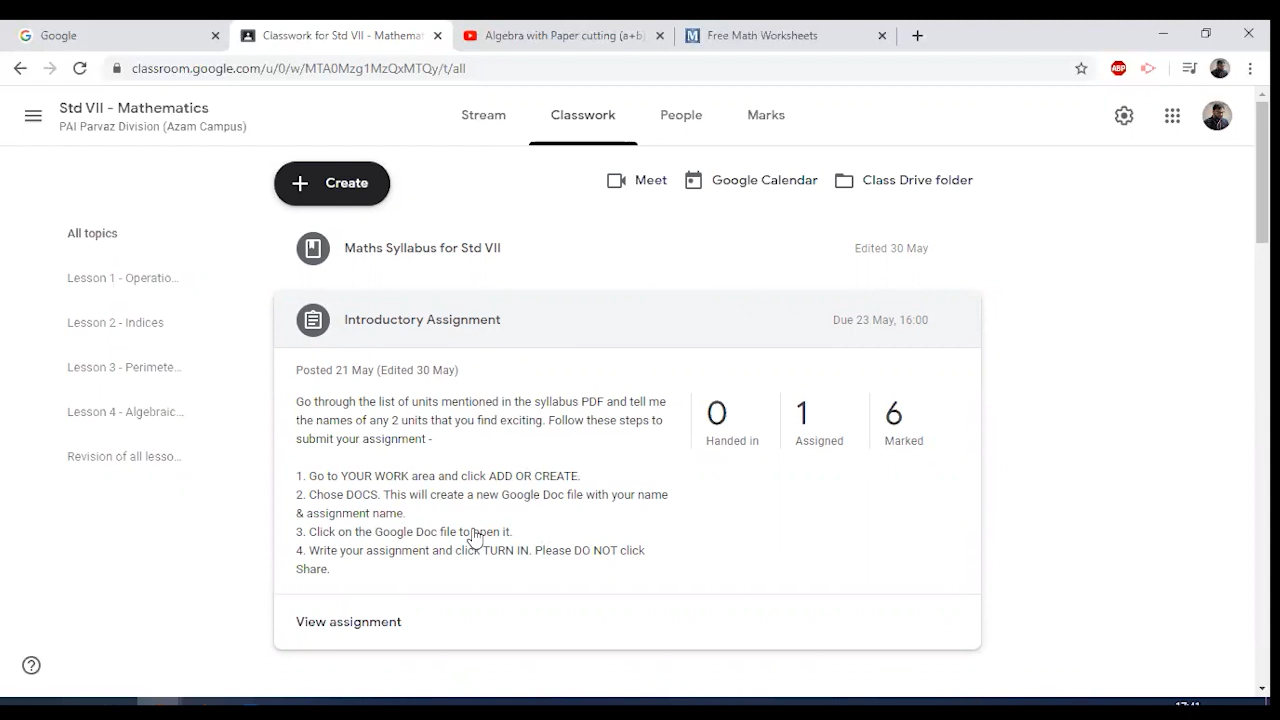 Google
Classwork for Std VII - Mathemat
Algebra with Paper cutting (a+b)
Free Math Worksheets
classroom.google.com/u/0/w/MTA0Mzg1MzQxMTQy/t/all
ABP
Std VII - Mathematics
PAI Parvaz Division (Azam Campus)
Stream
Classwork
People
Marks
Create
Meet
Google Calendar
Class Drive folder
All topics
Lesson 1 - Operatio...
Lesson 2 - Indices
Lesson 3 - Perimete...
Lesson 4 - Algebraic...
Revision of all lesso...
Maths Syllabus for Std VII
Edited 30 May
Introductory Assignment
Due 23 May, 16:00
Posted 21 May (Edited 30 May)
Go through the list of units mentioned in the syllabus PDF and tell me
the names of any 2 units that you find exciting. Follow these steps to
submit your assignment -
1. Go to YOUR WORK area and click ADD OR CREATE.
2. Chose DOCS. This will create a new Google Doc file with your name
& assignment name.
3. Click on the Google Doc file to open it.
4. Write your assignment and click TURN IN. Please DO NOT click
Share.
0
Handed in
1
Assigned
6
Marked
View assignment
17:41